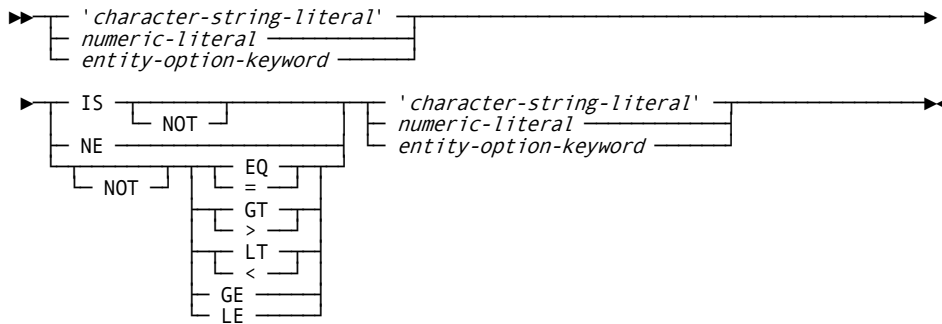 'character-string-literal'
numeric-literal
entity-option-keyword
IS NOT 'character-string-literal'
NOT numeric-literal
NE entity-option-keyword
NOT EQ
=
GT
>
LT
<
GE
LE